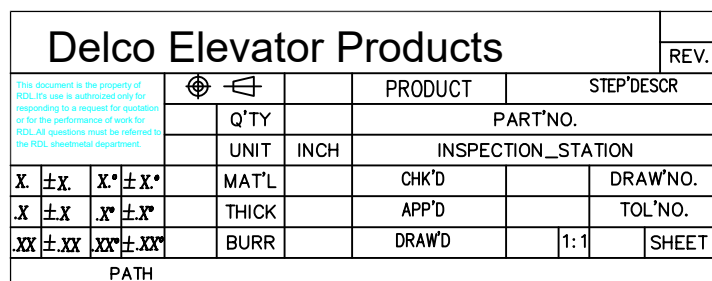 Delco Elevator Products
REV.
This document is the property of
RDL.It's use is authroized only for
responding to a request for quotation
or for the performance of work for
RDL.All questions must be referred to
the RDL sheetmetal department.
PRODUCT STEP'DESCR
Q'TY PART'NO.
UNIT INCH INSPECTION_STATION
X. ±X. X.° ±X.° MAT'L CHK'D DRAW'NO.
.X ±.X .X° ±.X° THICK APP'D TOL'NO.
.XX ±.XX .XX° ±.XX° BURR DRAW'D 1:1 SHEET
PATH